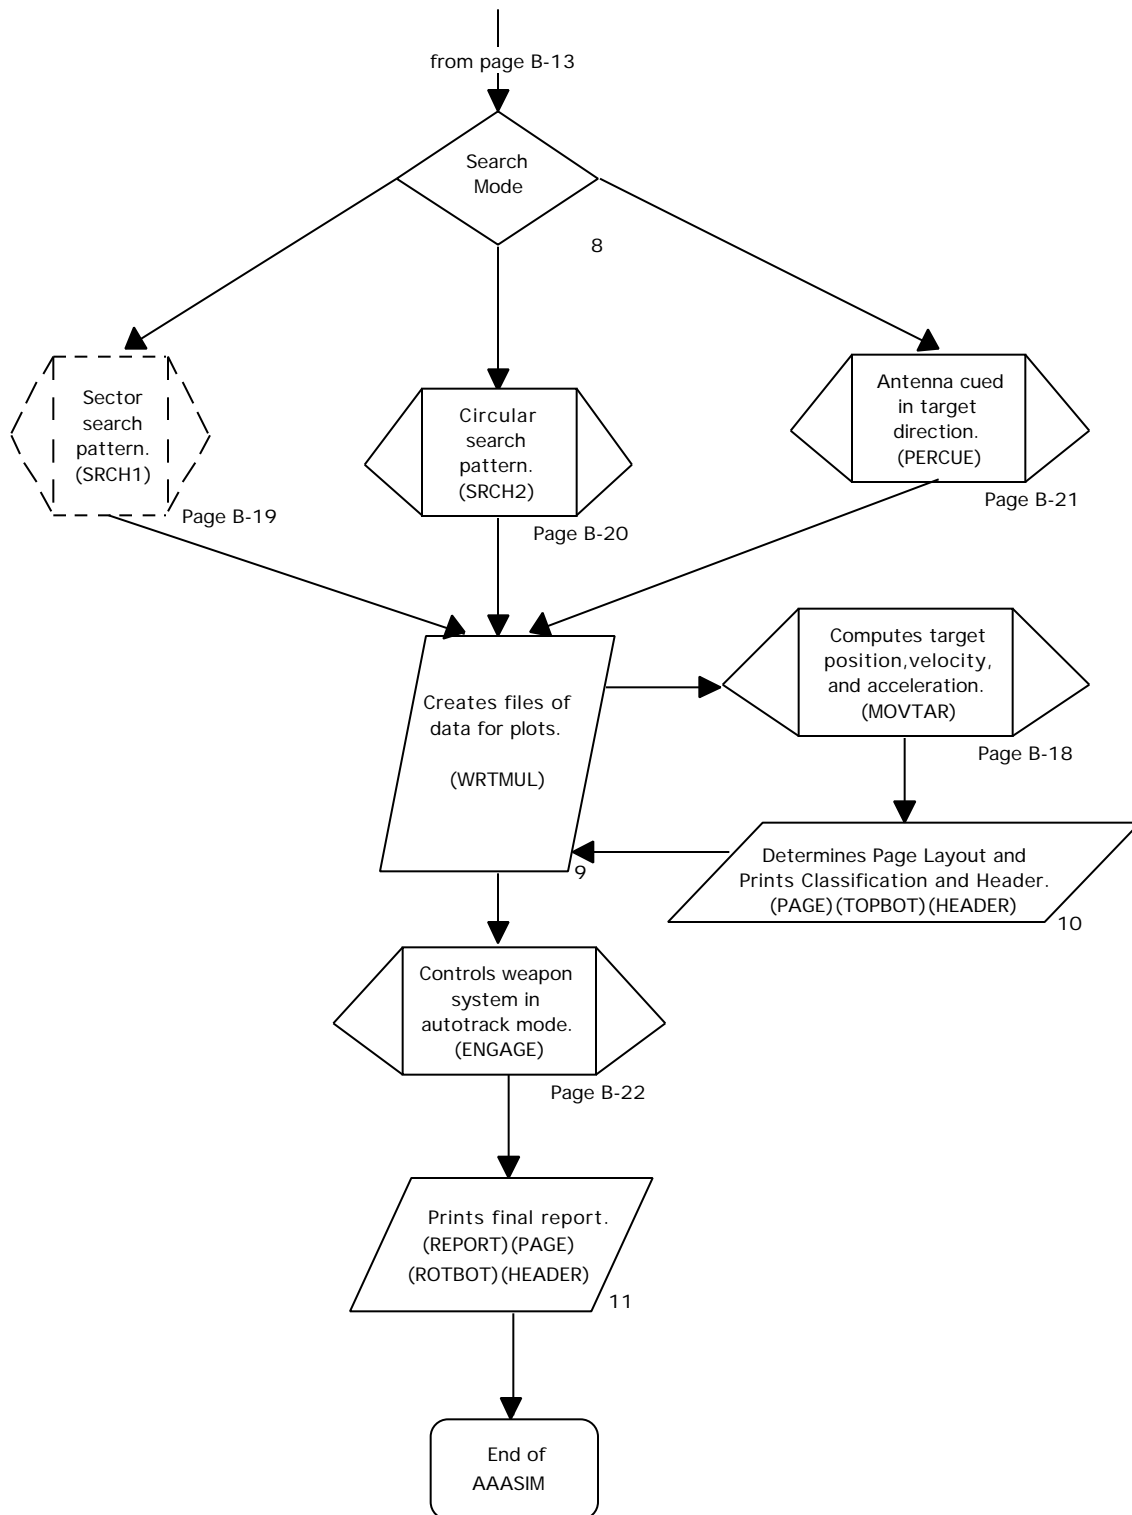 from page B-13
Search
Mode
8
Sector
search
pattern.
(SRCH1)
Page B-19
Circular
search
pattern.
(SRCH2)
Page B-20
Antenna cued
in target
direction.
(PERCUE)
Page B-21
Creates files of
data for plots.
(WRTMUL)
9
Computes target
position,velocity,
and acceleration.
(MOVTAR)
Page B-18
Determines Page Layout and
Prints Classification and Header.
(PAGE)(TOPBOT)(HEADER)
10
Controls weapon
system in
autotrack mode.
(ENGAGE)
Page B-22
Prints final report.
(REPORT)(PAGE)
(ROTBOT)(HEADER)
11
End of
AAASIM